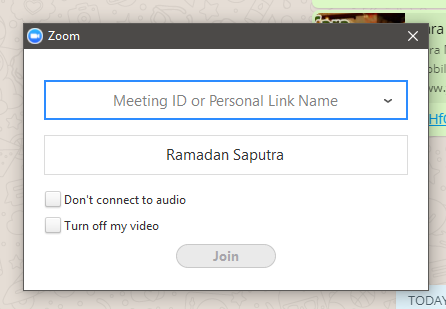 Zoom
Meeting ID or Personal Link Name
Ramadan Saputra
Don't connect to audio
Turn off my video
Join
TODAY